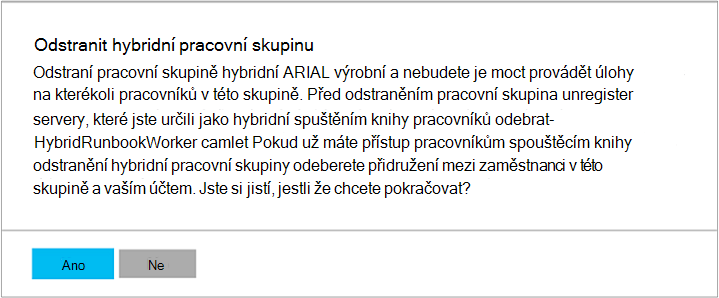 Odstranit hybridní pracovní skupinu
Odstraní pracovní skupině hybridní ARIAL výrobní a nebudete je moct provádět úlohy
na kterékoli pracovníků v této skupině. Před odstraněním pracovní skupina unregister
servery, které jste určili jako hybridní spuštěním knihy pracovníků odebrat-
HybridRunbookWorker camlet Pokud už máte přístup pracovníkům spouštěcím knihy
odstranění hybridní pracovní skupiny odeberete přidružení mezi zaměstnanci v této
skupině a vaším účtem. Jste si jistí, jestli že chcete pokračovat?
Ano Ne